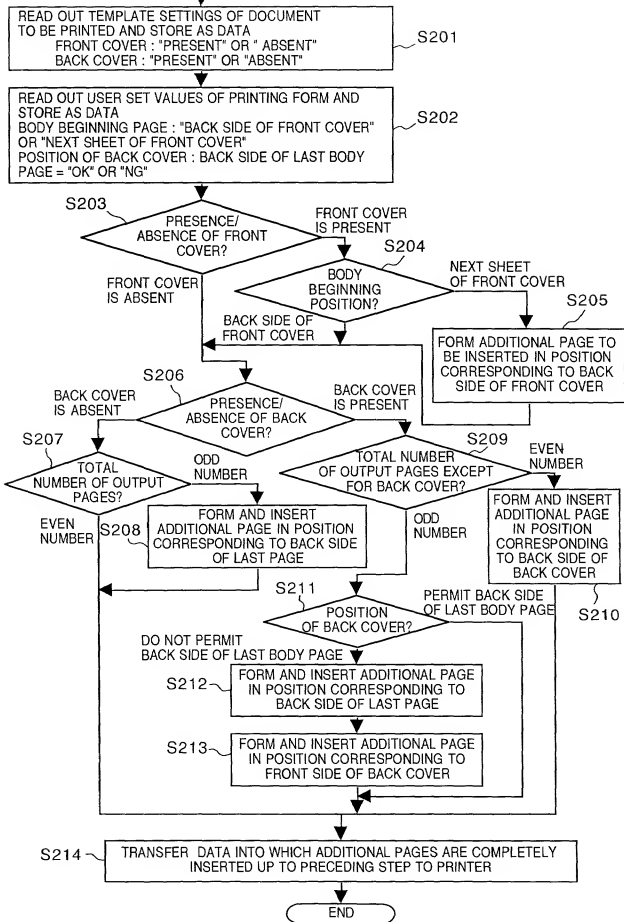 READ OUT TEMPLATE SETTINGS OF DOCUMENT
TO BE PRINTED AND STORE AS DATA
FRONT COVER : "PRESENT" OR " ABSENT"
BACK COVER : "PRESENT" OR "ABSENT"
S201
READ OUT USER SET VALUES OF PRINTING FORM AND
STORE AS DATA
BODY BEGINNING PAGE : "BACK SIDE OF FRONT COVER"
OR "NEXT SHEET OF FRONT COVER"
POSITION OF BACK COVER : BACK SIDE OF LAST BODY
PAGE = "OK" OR "NG"
S202
S203
PRESENCE/
ABSENCE OF FRONT
COVER?
FRONT COVER
IS PRESENT
FRONT COVER
IS ABSENT
S204
BODY
BEGINNING
POSITION?
NEXT SHEET
OF FRONT COVER
BACK SIDE OF
FRONT COVER
S205
FORM ADDITIONAL PAGE TO
BE INSERTED IN POSITION
CORRESPONDING TO BACK
SIDE OF FRONT COVER
S206
PRESENCE/
ABSENCE OF BACK
COVER?
BACK COVER
IS ABSENT
BACK COVER
IS PRESENT
S207
TOTAL
NUMBER OF OUTPUT
PAGES?
ODD
NUMBER
EVEN
NUMBER
S208
FORM AND INSERT
ADDITIONAL PAGE IN POSITION
CORRESPONDING TO BACK SIDE
OF LAST PAGE
S209
TOTAL NUMBER
OF OUTPUT PAGES EXCEPT
FOR BACK COVER?
EVEN
NUMBER
ODD
NUMBER
FORM AND INSERT
ADDITIONAL PAGE
IN POSITION
CORRESPONDING
TO BACK SIDE OF
BACK COVER
S210
S211
POSITION
OF BACK COVER?
PERMIT BACK SIDE
OF LAST BODY PAGE
DO NOT PERMIT
BACK SIDE OF LAST BODY PAGE
S212
FORM AND INSERT ADDITIONAL PAGE
IN POSITION CORRESPONDING TO
BACK SIDE OF LAST PAGE
S213
FORM AND INSERT ADDITIONAL PAGE
IN POSITION CORRESPONDING TO
FRONT SIDE OF BACK COVER
S214
TRANSFER DATA INTO WHICH ADDITIONAL PAGES ARE COMPLETELY
INSERTED UP TO PRECEDING STEP TO PRINTER
END